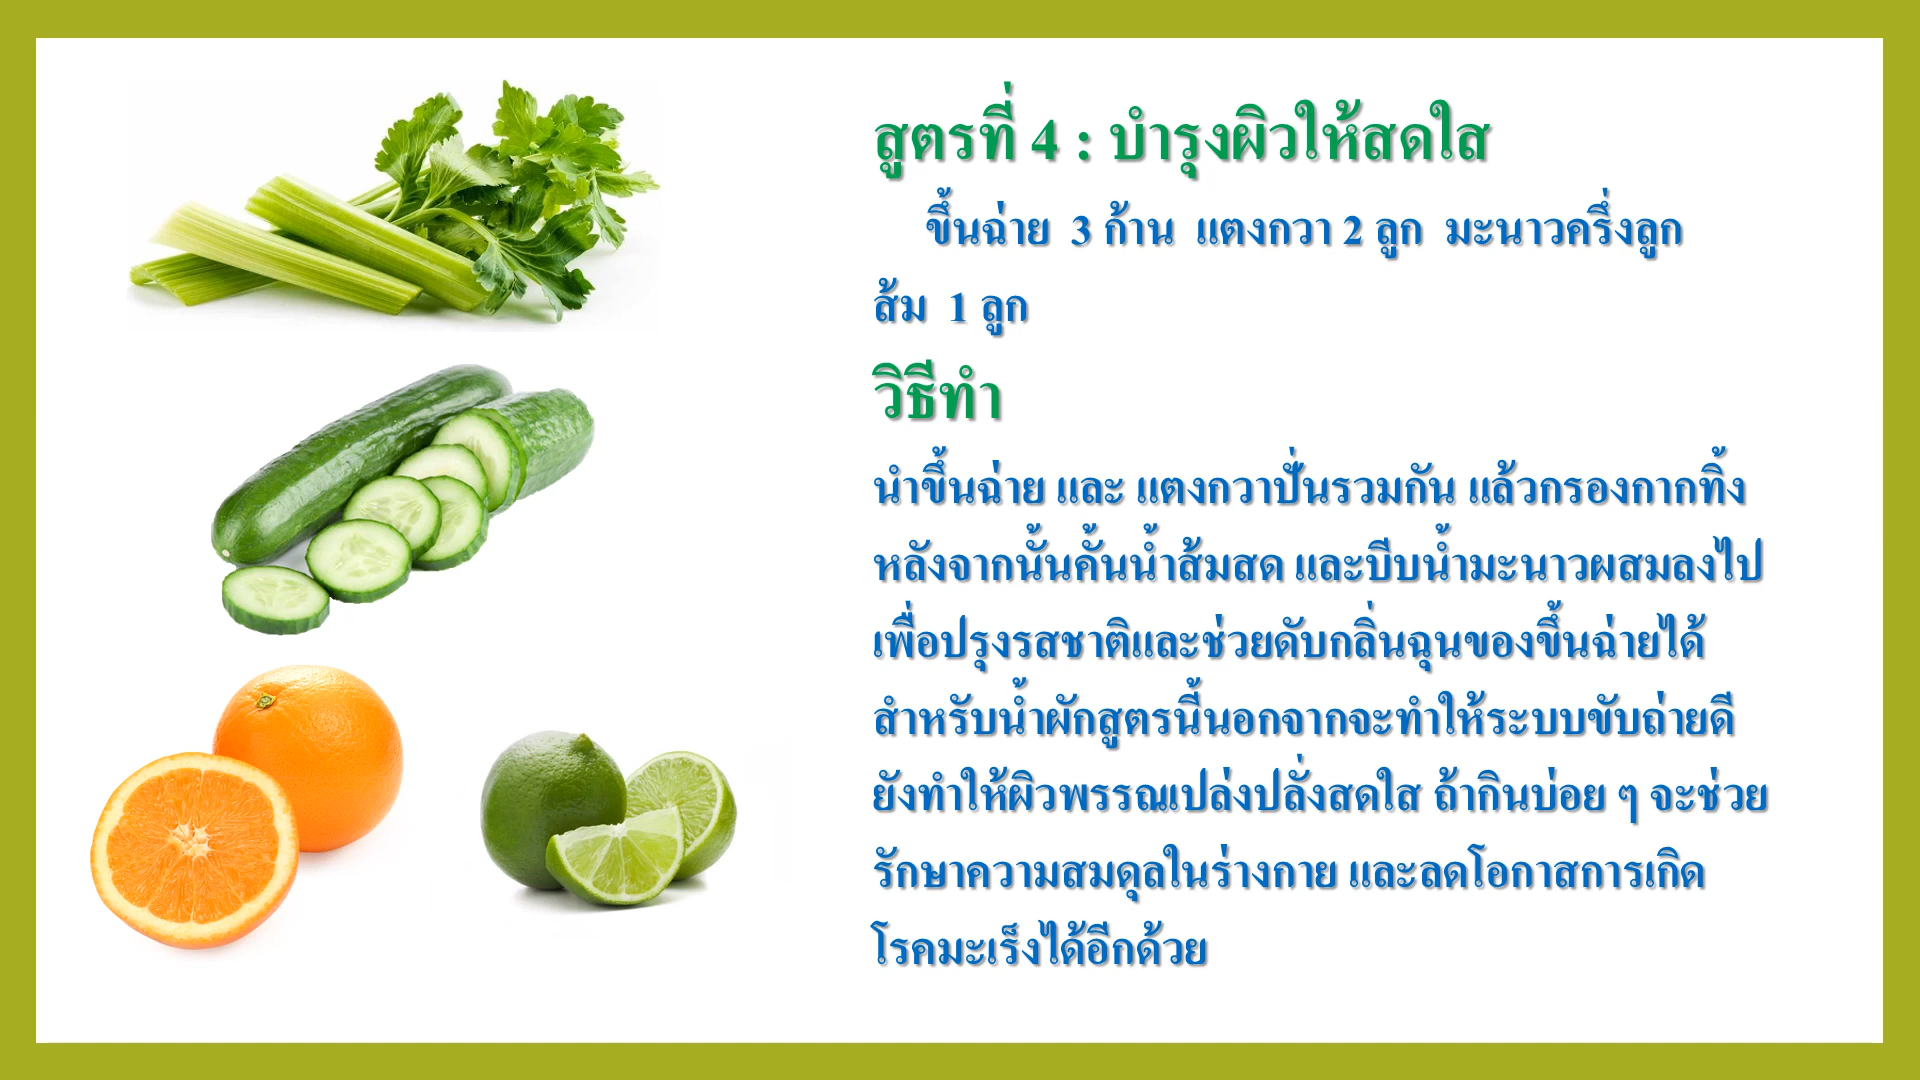 สูตรที่ 4 : บำรุงผิวให้สดใส
ขึ้นฉ่าย 3 ก้าน แตงกวา 2 ลูก มะนาวครึ่งลูก
ส้ม 1 ลูก
วิธีทำ
นำขึ้นฉ่าย และ แตงกวาปั่นรวมกัน แล้วกรองกากทิ้ง
หลังจากนั้นคั้นน้ำส้มสด และบีบน้ำมะนาวผสมลงไป
เพื่อปรุงรสชาติและช่วยดับกลิ่นฉุนของขึ้นฉ่ายได้
สำหรับน้ำผักสูตรนี้นอกจากจะทำให้ระบบขับถ่ายดี
ยังทำให้ผิวพรรณเปล่งปลั่งสดใส ถ้ากินบ่อย ๆ จะช่วย
รักษาความสมดุลในร่างกาย และลดโอกาสการเกิด
โรคมะเร็งได้อีกด้วย